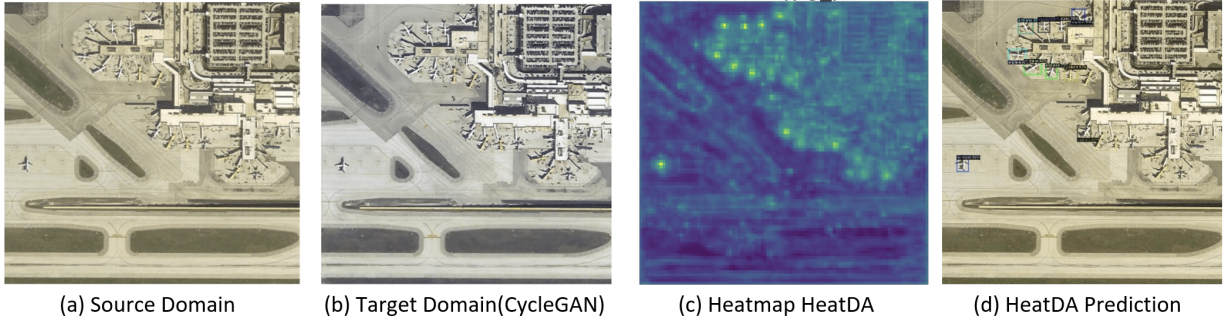 (a) Source Domain
(b) Target Domain(CycleGAN)
(c) Heatmap HeatDA
(d) HeatDA Prediction